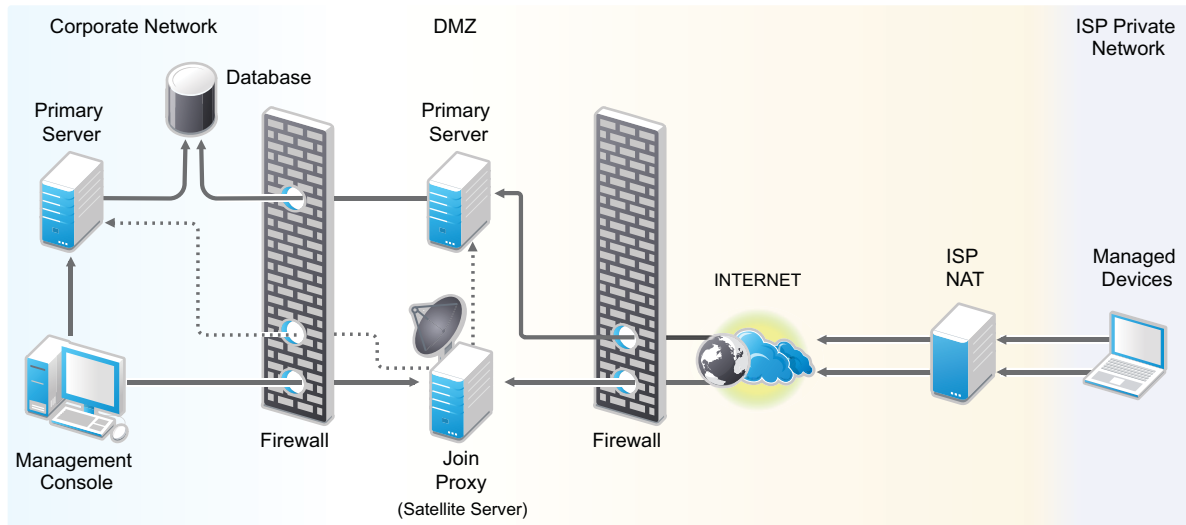 Corporate Network
DMZ
ISP Private
Network
Database
Primary
Server
Primary
Server
INTERNET
ISP
NAT
Managed
Devices
Firewall
Firewall
Management
Console
Join
Proxy
(Satellite Server)